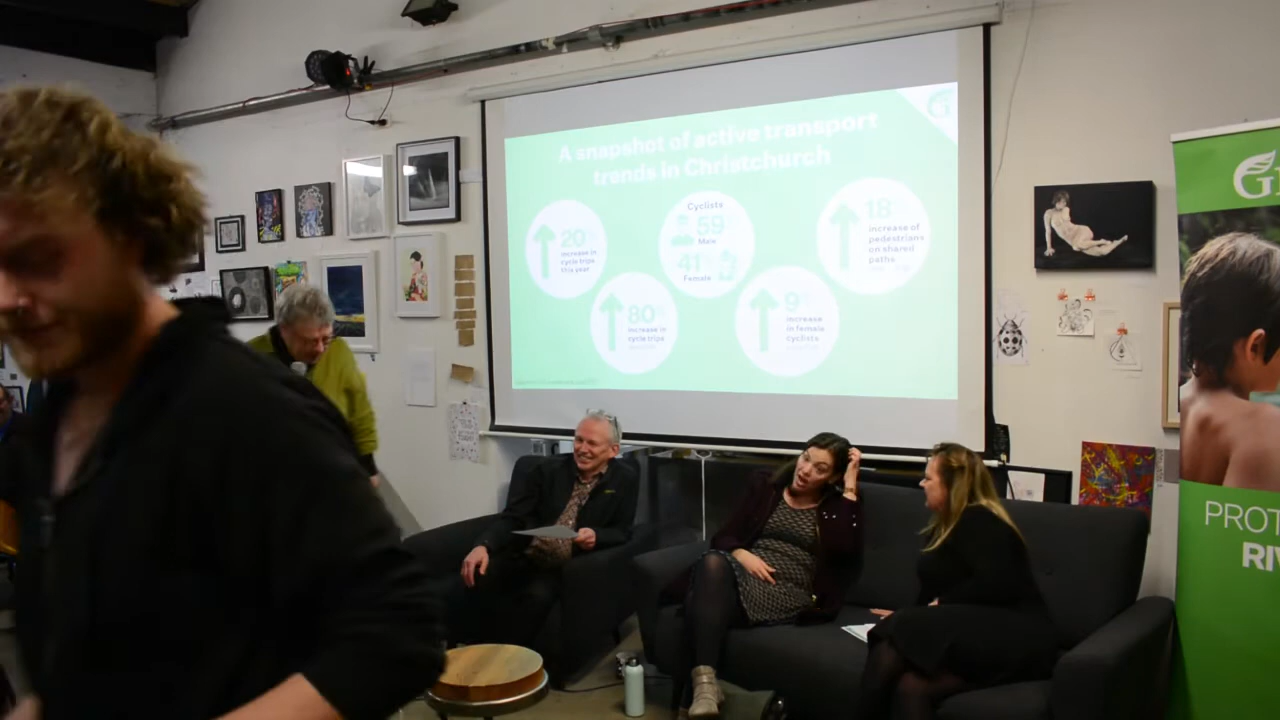 A snapshot of active transport
trends in Christchurch
20
increase in
cycle trips
this year
Cyclists
59
Male
41
Female
18
increase of
pedestrians
on shared
paths
80
increase in
cycle trips
9
increase
in female
cyclists
G
PROT
RIV